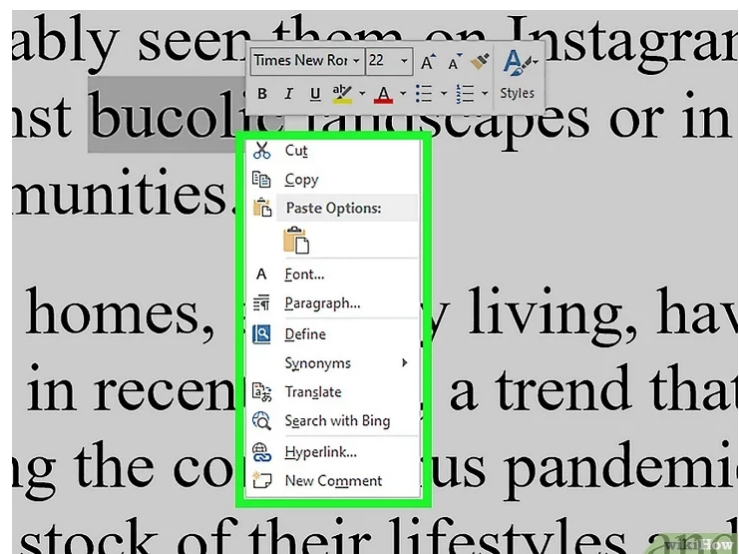 ably seen them on Instagram
Times New Ror 22
Styles
nst bucolic landscapes or in
Cut
Copy
munities.
Paste Options:
Font...
Paragraph...
homes, y living, hav
Define
Synonyms
in recen , a trend that
Translate
Search with Bing
ng the co us pandemi
Hyperlink...
New Comment
stock of their lifestyles and
wikiHow